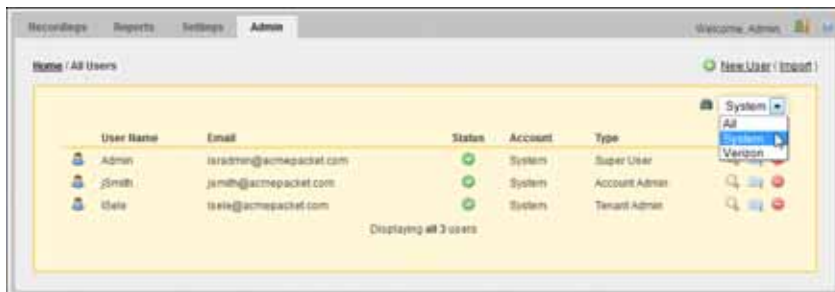 Recordings Reports Settings Admin Welcome, Admin
Home / All Users New User ( Import )
System
All
System
Verizon
User Name Email Status Account Type
Admin isradmin@acmepacket.com System Super User
jSmith jsmith@acmepacket.com System Account Admin
tSele tsele@acmepacket.com System Tenant Admin
Displaying all 3 users